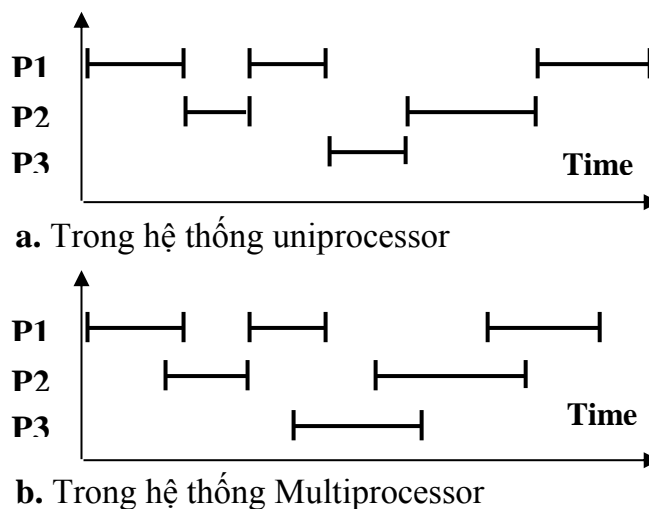 P1
P2
P3
Time
a. Trong hệ thống uniprocessor
P1
P2
P3
Time
b. Trong hệ thống Multiprocessor